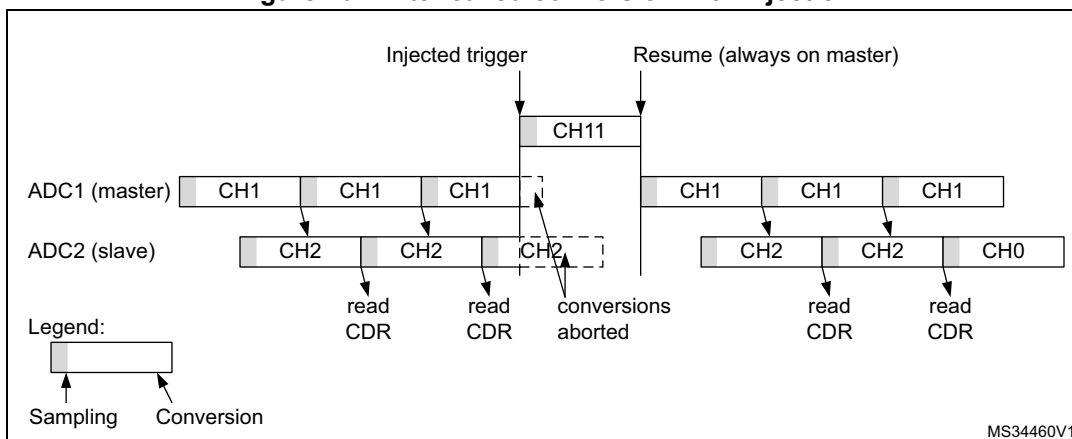 Injected trigger
Resume (always on master)
CH11
ADC1 (master)
CH1
CH1
CH1
CH1
CH1
CH1
ADC2 (slave)
CH2
CH2
CH2
CH2
CH2
CH0
read
CDR
read
CDR
conversions
aborted
read
CDR
read
CDR
Legend:
Sampling
Conversion
MS34460V1